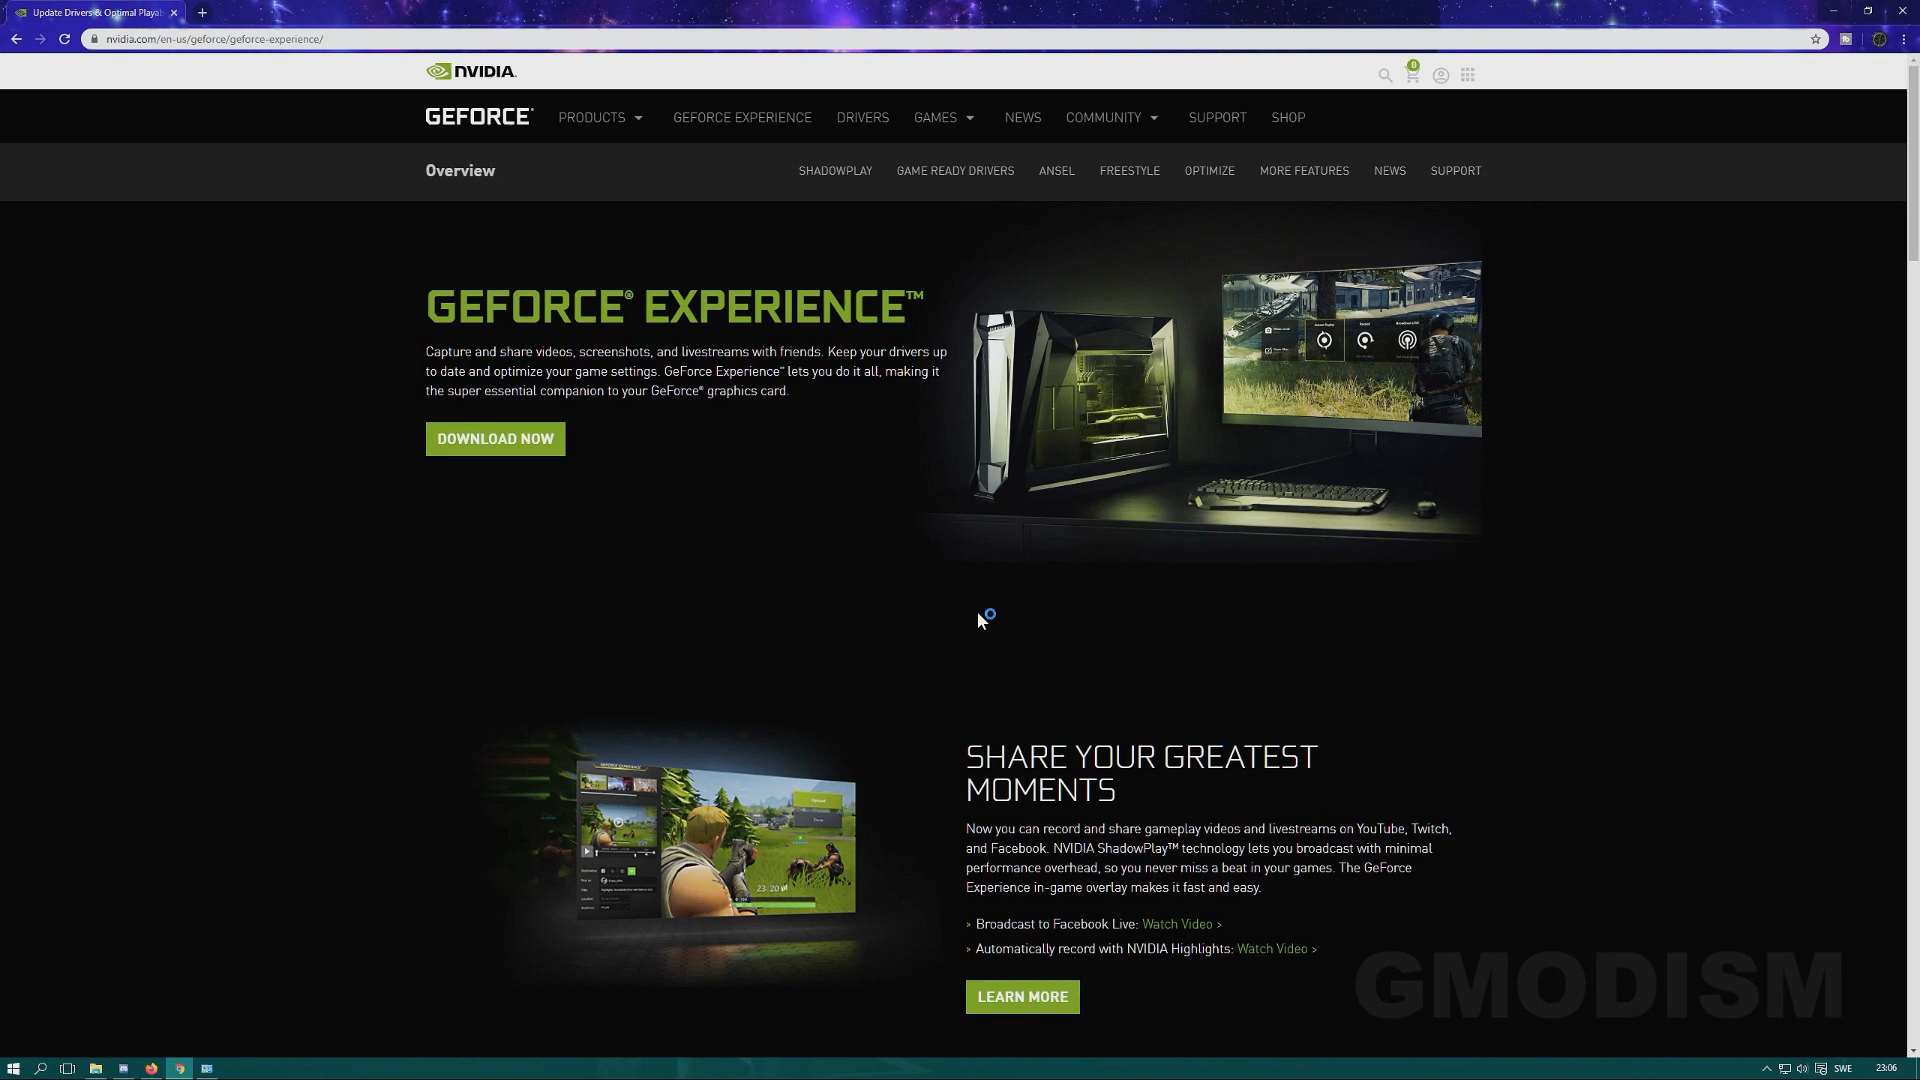 Update Drivers & Optimal Playab
nvidia.com/en-us/geforce/geforce-experience/
NVIDIA.
0
GEFORCE® PRODUCTS GEFORCE EXPERIENCE DRIVERS GAMES NEWS COMMUNITY SUPPORT SHOP
Overview SHADOWPLAY GAME READY DRIVERS ANSEL FREESTYLE OPTIMIZE MORE FEATURES NEWS SUPPORT
GEFORCE® EXPERIENCE™
Capture and share videos, screenshots, and livestreams with friends. Keep your drivers up
to date and optimize your game settings. GeForce Experience™ lets you do it all, making it
the super essential companion to your GeForce® graphics card.
DOWNLOAD NOW
SHARE YOUR GREATEST
MOMENTS
Now you can record and share gameplay videos and livestreams on YouTube, Twitch,
and Facebook. NVIDIA ShadowPlay™ technology lets you broadcast with minimal
performance overhead, so you never miss a beat in your games. The GeForce
Experience in-game overlay makes it fast and easy.
> Broadcast to Facebook Live: Watch Video >
> Automatically record with NVIDIA Highlights: Watch Video >
LEARN MORE
GMODISM
SWE 23:06